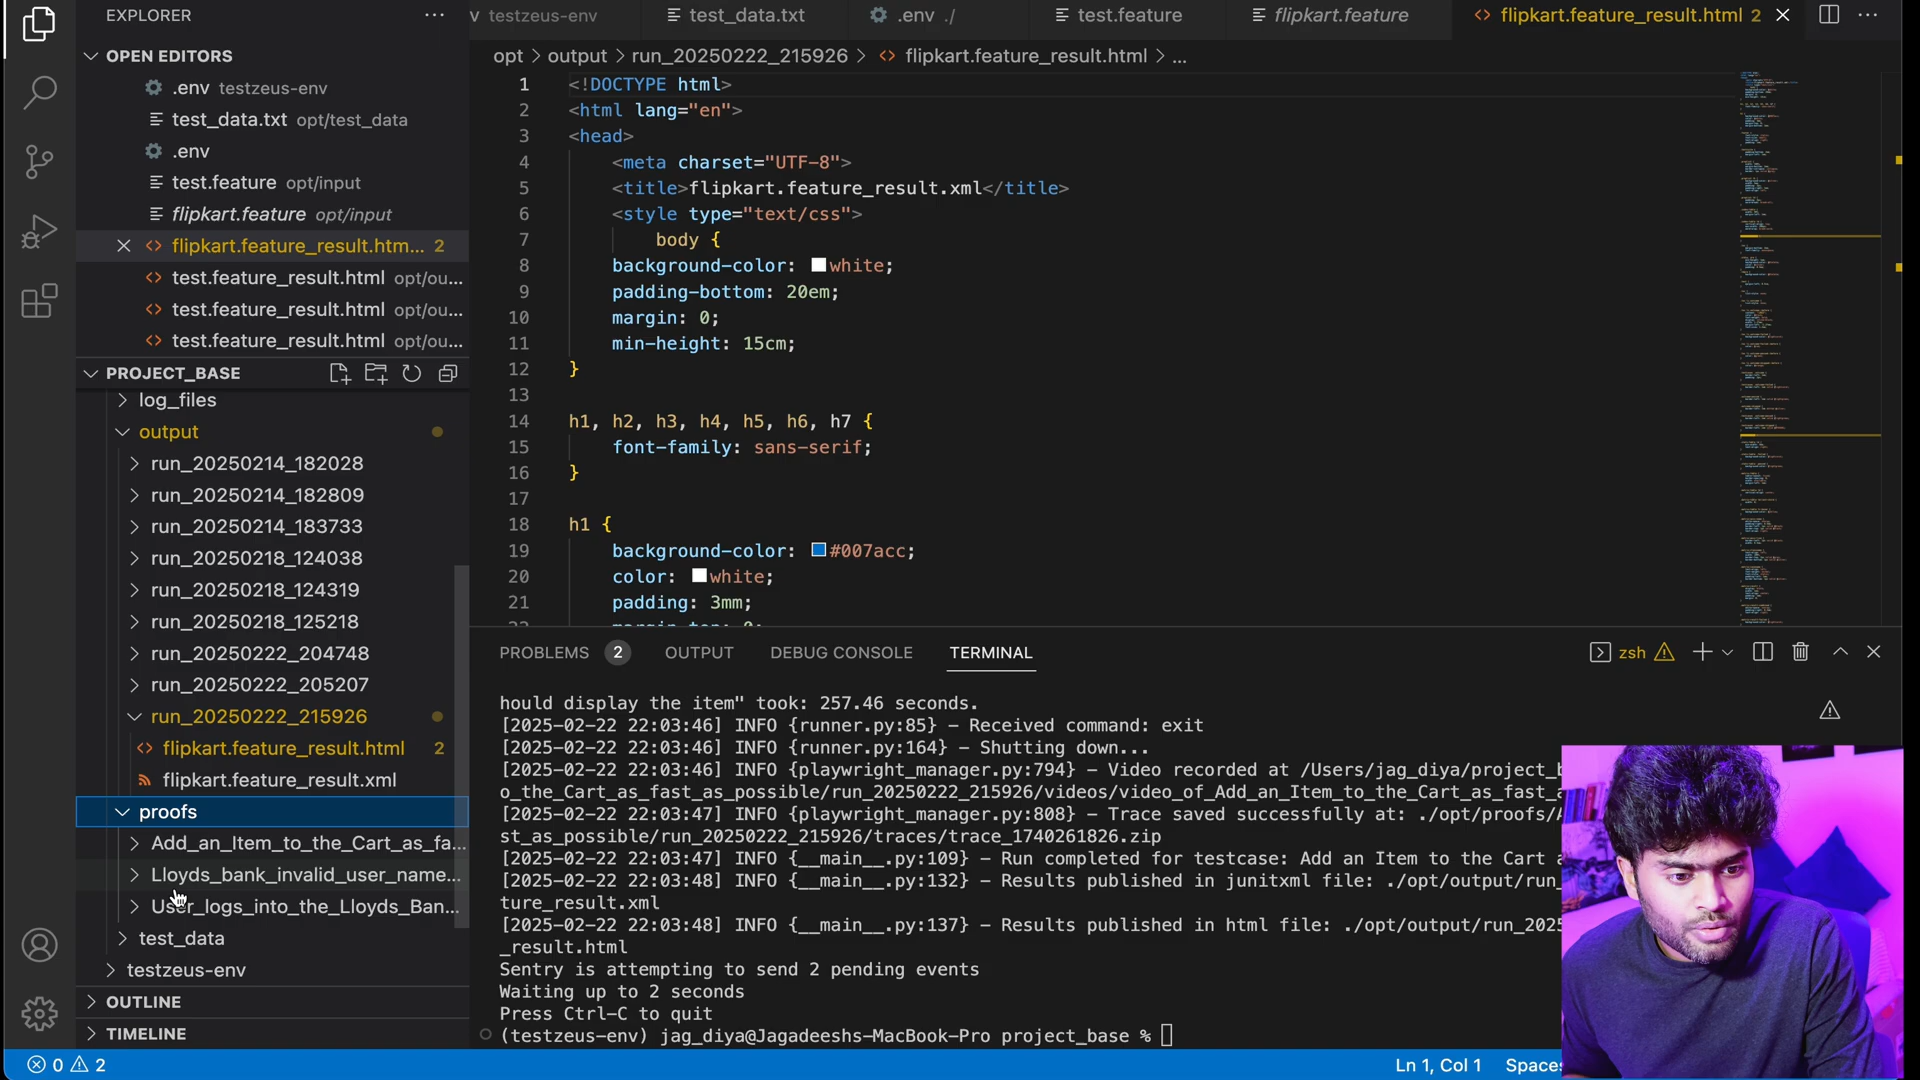 EXPLORER
testzeus-env
test_data.txt
.env ./
test.feature
flipkart.feature
flipkart.feature_result.html 2
OPEN EDITORS
.env testzeus-env
test_data.txt opt/test_data
.env
test.feature opt/input
flipkart.feature opt/input
flipkart.feature_result.htm... 2
test.feature_result.html opt/ou...
test.feature_result.html opt/ou...
test.feature_result.html opt/ou...
PROJECT_BASE
log_files
output
run_20250214_182028
run_20250214_182809
run_20250214_183733
run_20250218_124038
run_20250218_124319
run_20250218_125218
run_20250222_204748
run_20250222_205207
run_20250222_215926
flipkart.feature_result.html 2
flipkart.feature_result.xml
proofs
Add_an_Item_to_the_Cart_as_fa...
Lloyds_bank_invalid_user_name...
User_logs_into_the_Lloyds_Ban...
test_data
testzeus-env
OUTLINE
TIMELINE
opt > output > run_20250222_215926 > flipkart.feature_result.html > ...
1 <!DOCTYPE html>
2 <html lang="en">
3 <head>
4 <meta charset="UTF-8">
5 <title>flipkart.feature_result.xml</title>
6 <style type="text/css">
7 body {
8 background-color: white;
9 padding-bottom: 20em;
10 margin: 0;
11 min-height: 15cm;
12 }
13
14 h1, h2, h3, h4, h5, h6, h7 {
15 font-family: sans-serif;
16 }
17
18 h1 {
19 background-color: #007acc;
20 color: white;
21 padding: 3mm;
PROBLEMS 2 OUTPUT DEBUG CONSOLE TERMINAL
zsh
hould display the item" took: 257.46 seconds.
[2025-02-22 22:03:46] INFO {runner.py:85} - Received command: exit
[2025-02-22 22:03:46] INFO {runner.py:164} - Shutting down...
[2025-02-22 22:03:46] INFO {playwright_manager.py:794} - Video recorded at /Users/jag_diya/project_b
o_the_Cart_as_fast_as_possible/run_20250222_215926/videos/video_of_Add_an_Item_to_the_Cart_as_fast_a
[2025-02-22 22:03:47] INFO {playwright_manager.py:808} - Trace saved successfully at: ./opt/proofs/A
st_as_possible/run_20250222_215926/traces/trace_1740261826.zip
[2025-02-22 22:03:47] INFO {__main__.py:109} - Run completed for testcase: Add an Item to the Cart a
[2025-02-22 22:03:48] INFO {__main__.py:132} - Results published in junitxml file: ./opt/output/run_
ture_result.xml
[2025-02-22 22:03:48] INFO {__main__.py:137} - Results published in html file: ./opt/output/run_202
_result.html
Sentry is attempting to send 2 pending events
Waiting up to 2 seconds
Press Ctrl-C to quit
(testzeus-env) jag_diya@Jagadeeshs-MacBook-Pro project_base %
0 2
Ln 1, Col 1 Spaces